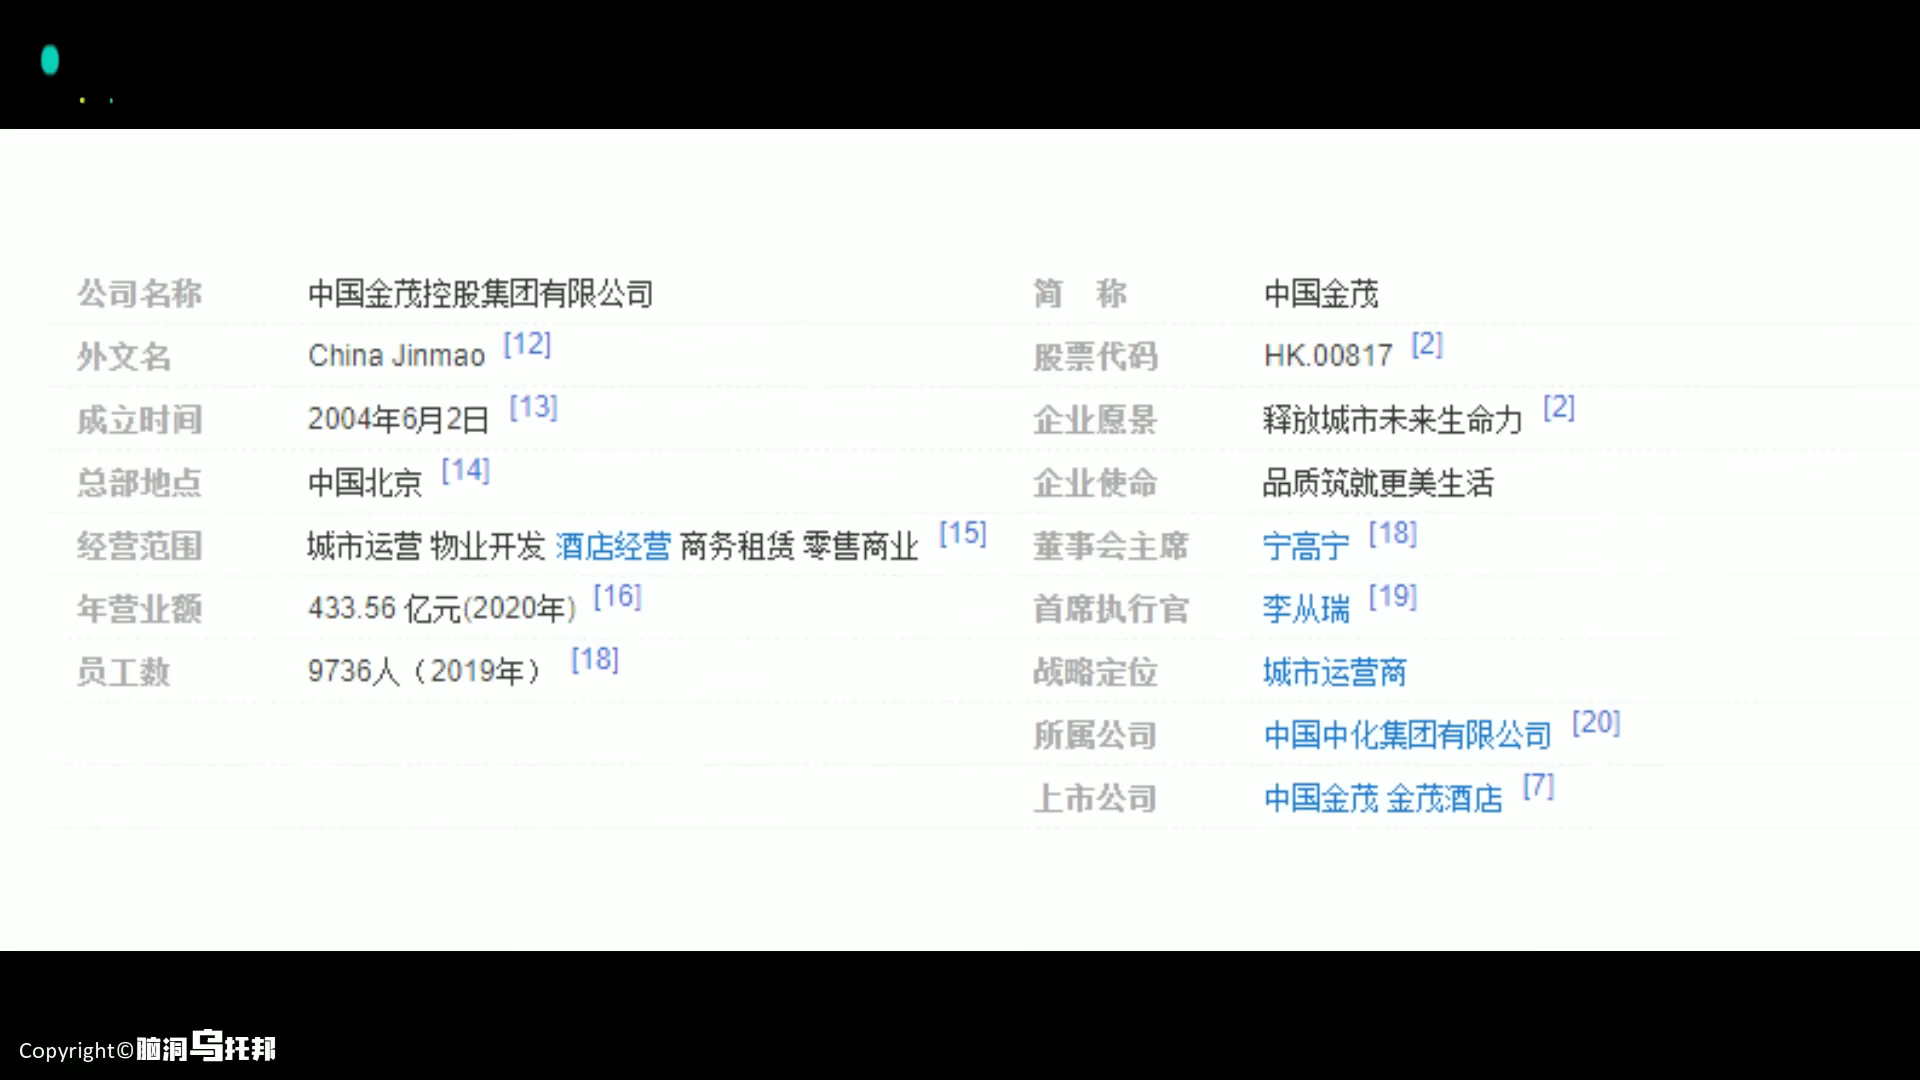 公司名称 中国金茂控股集团有限公司 简 称 中国金茂
外文名 China Jinmao [12] 股票代码 HK.00817 [2]
成立时间 2004年6月2日 [13] 企业愿景 释放城市未来生命力 [2]
总部地点 中国北京 [14] 企业使命 品质筑就更美生活
经营范围 城市运营 物业开发 酒店经营 商务租赁 零售商业 [15] 董事会主席 宁高宁 [18]
年营业额 433.56 亿元(2020年) [16] 首席执行官 李从瑞 [19]
员工数 9736人（2019年） [18] 战略定位 城市运营商
所属公司 中国中化集团有限公司 [20]
上市公司 中国金茂 金茂酒店 [7]
Copyright©脑洞乌托邦